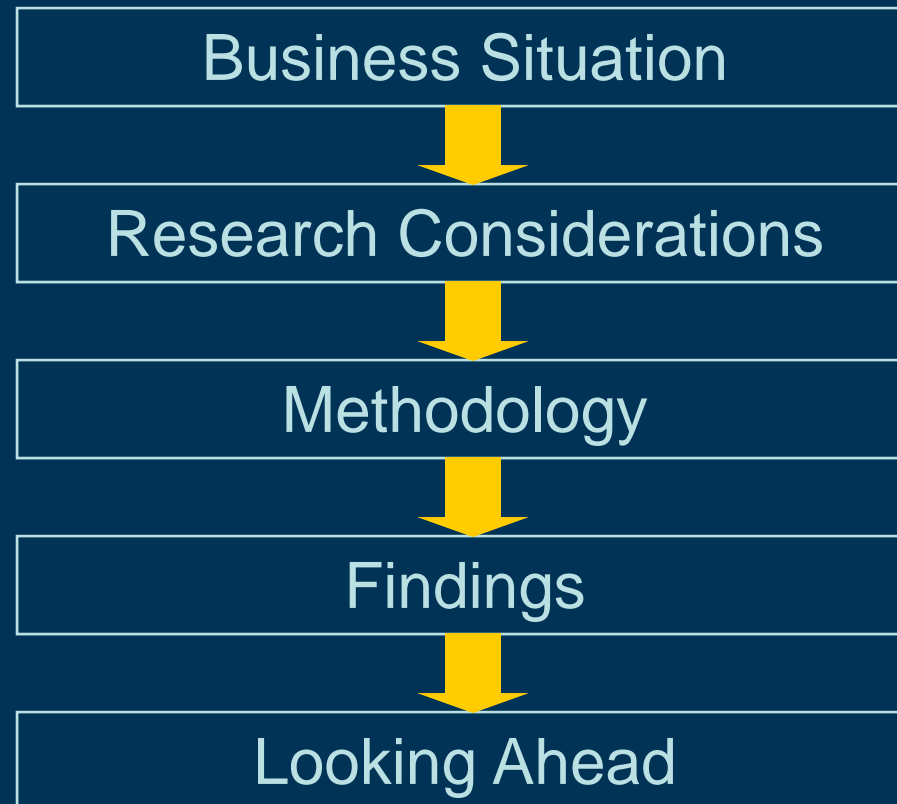 Business Situation
Research Considerations
Methodology
Findings
Looking Ahead